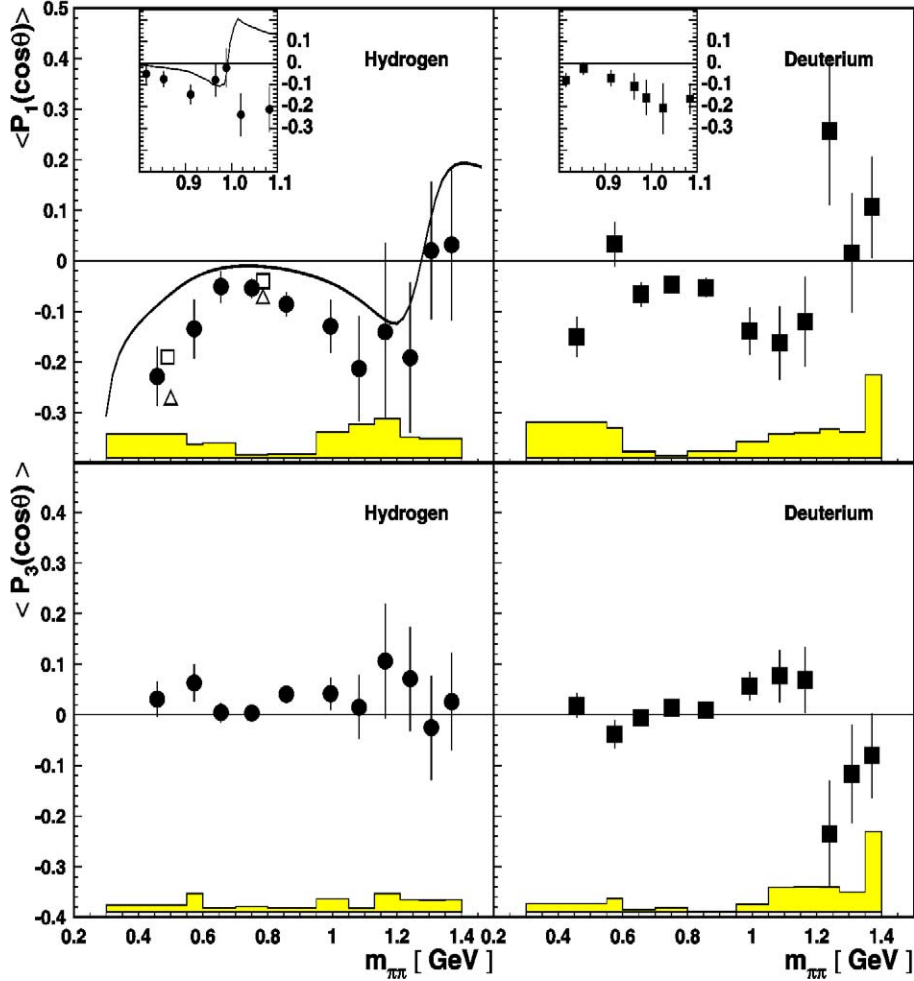 <P₁(cosθ)>
0.5
0.4
0.3
0.2
0.1
0
-0.1
-0.2
-0.3
Hydrogen
0.1
0.
-0.1
-0.2
-0.3
0.9 1.0 1.1
Deuterium
0.1
0.
-0.1
-0.2
-0.3
0.9 1.0 1.1
< P₃(cosθ) >
0.4
0.3
0.2
0.1
0
-0.1
-0.2
-0.3
-0.4
Hydrogen
Deuterium
0.2 0.4 0.6 0.8 1 1.2 1.4 0.4 0.6 0.8 1 1.2 1.4
mππ [ GeV ] mππ [ GeV ]